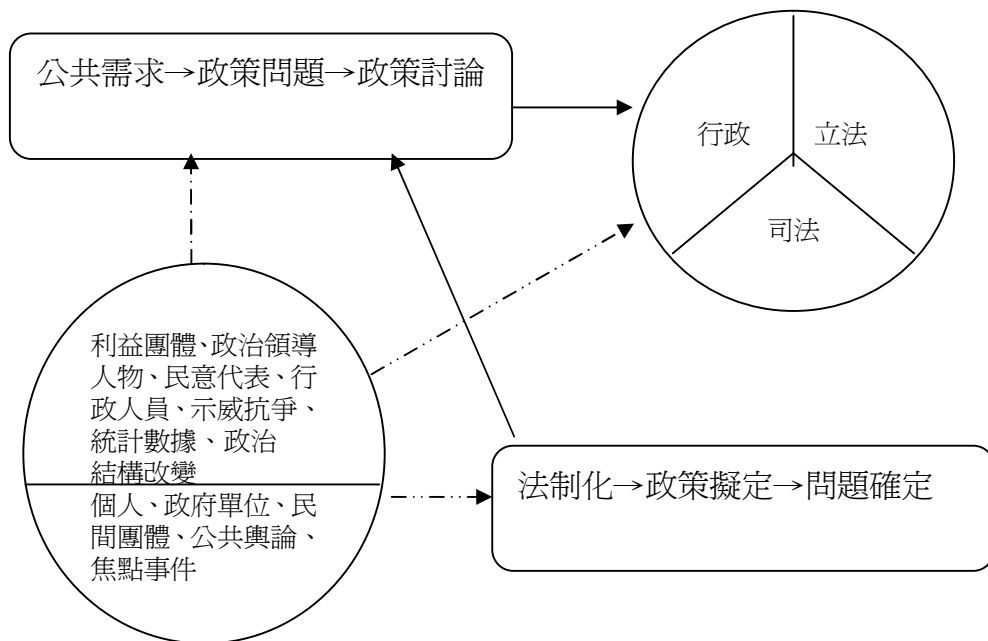 公共需求→政策問題→政策討論
行政
立法
司法
利益團體、政治領導
人物、民意代表、行
政人員、示威抗爭、
統計數據、政治
結構改變
個人、政府單位、民
間團體、公共輿論、
焦點事件
法制化→政策擬定→問題確定